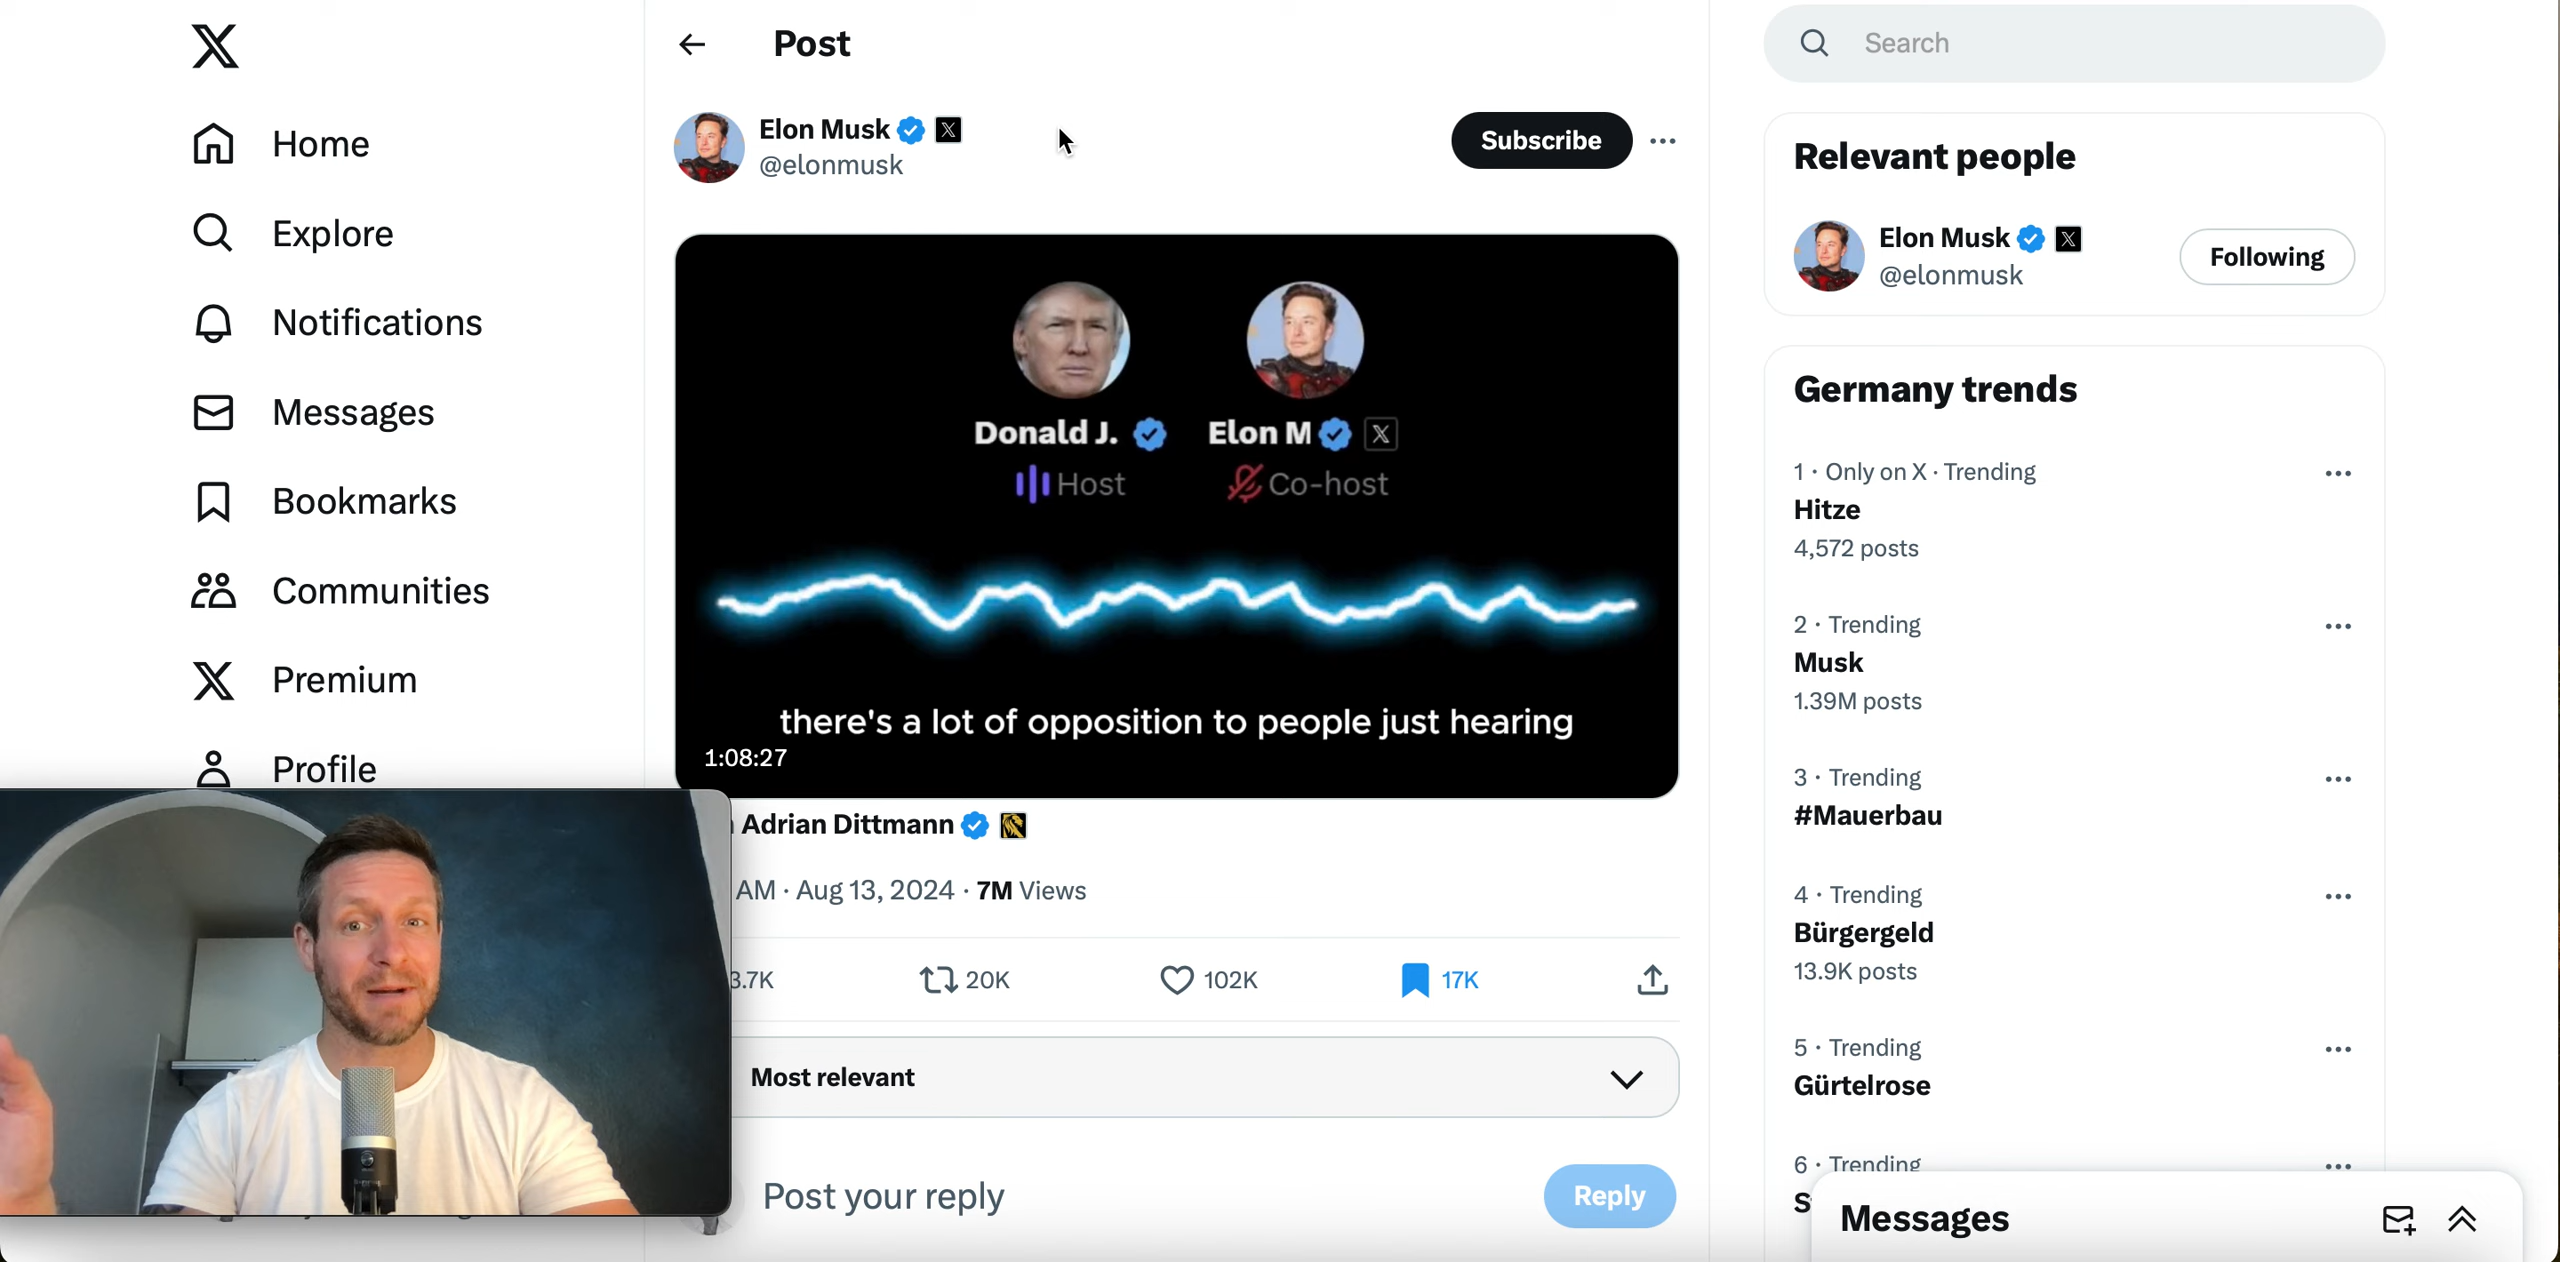 Home
Explore
Notifications
Messages
Bookmarks
Communities
Premium
Profile
Post
Elon Musk
@elonmusk
Subscribe
Donald J.
Host
Elon M
Co-host
there's a lot of opposition to people just hearing
1:08:27
Adrian Dittmann
AM · Aug 13, 2024 · 7M Views
3.7K
20K
102K
17K
Most relevant
Post your reply
Reply
Search
Relevant people
Elon Musk
@elonmusk
Following
Germany trends
1 · Only on X · Trending
Hitze
4,572 posts
2 · Trending
Musk
1.39M posts
3 · Trending
#Mauerbau
4 · Trending
Bürgergeld
13.9K posts
5 · Trending
Gürtelrose
6 · Trending
Messages